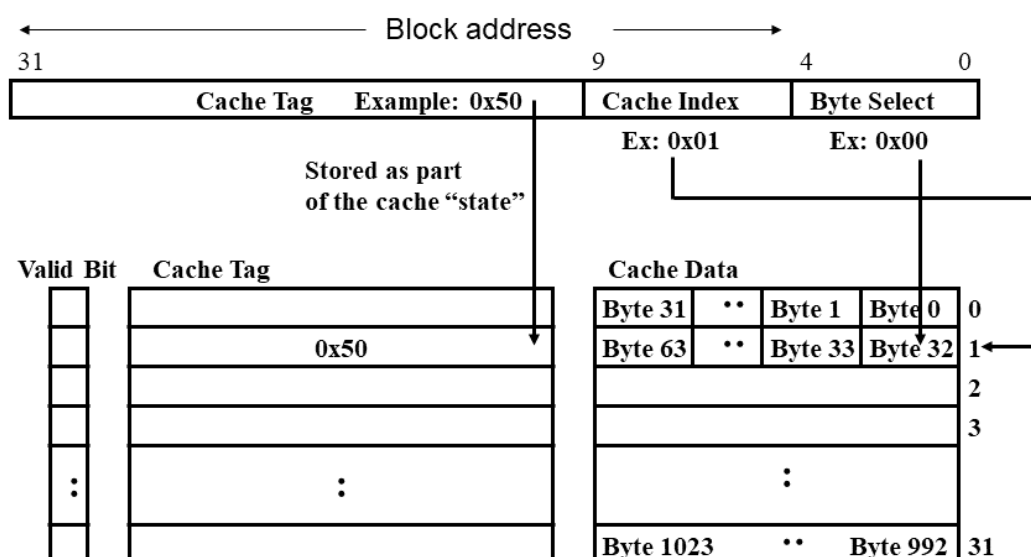 Block address
31 9 4 0
Cache Tag Example: 0x50 Cache Index Byte Select
Ex: 0x01 Ex: 0x00
Stored as part
of the cache “state”
Valid Bit Cache Tag Cache Data
Byte 31 •• Byte 1 Byte 0 0
0x50 Byte 63 •• Byte 33 Byte 32 1
2
3
: : :
Byte 1023 •• Byte 992 31